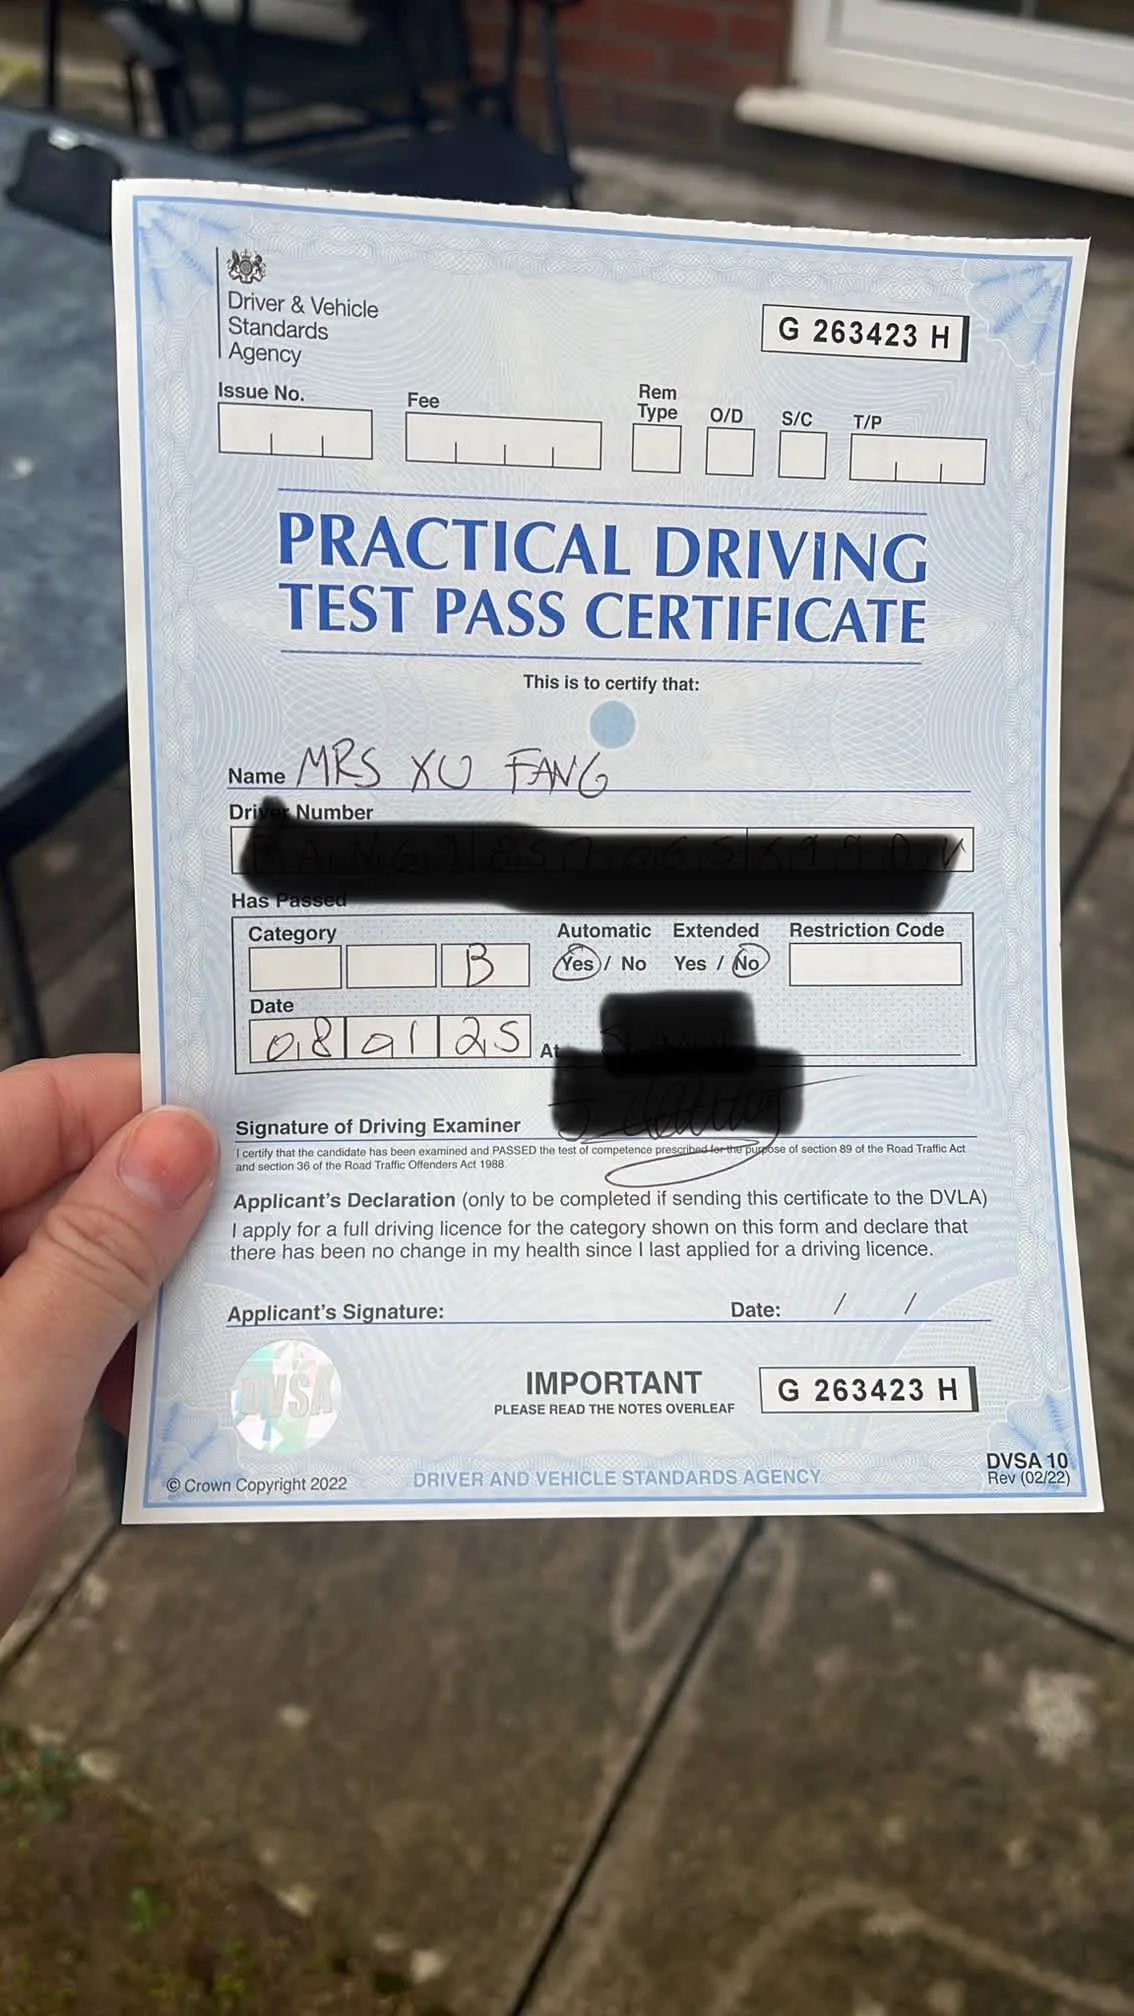 Driver & Vehicle
Standards
Agency
G 263423 H
Issue No. Fee Rem Type O/D S/C T/P
PRACTICAL DRIVING
TEST PASS CERTIFICATE
This is to certify that:
Name MRS XU FANG
Driver Number
Has Passed
Category Automatic Extended Restriction Code
B Yes / No Yes / No
Date
08 01 25 At
Signature of Driving Examiner
I certify that the candidate has been examined and PASSED the test of competence prescribed for the purpose of section 89 of the Road Traffic Act
and section 36 of the Road Traffic Offenders Act 1988
Applicant's Declaration (only to be completed if sending this certificate to the DVLA)
I apply for a full driving licence for the category shown on this form and declare that
there has been no change in my health since I last applied for a driving licence.
Applicant's Signature: Date: / /
DVSA
IMPORTANT
PLEASE READ THE NOTES OVERLEAF
G 263423 H
© Crown Copyright 2022
DRIVER AND VEHICLE STANDARDS AGENCY
DVSA 10
Rev (02/22)